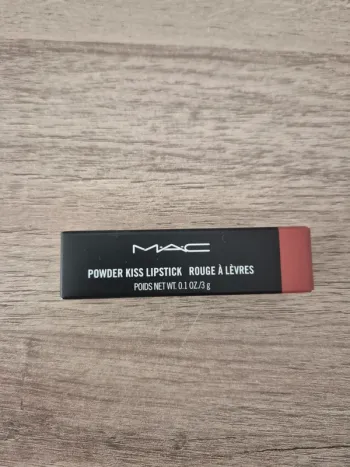 MAC
POWDER KISS LIPSTICK ROUGE À LÈVRES
POIDS NET WT. 0.1 OZ./3 g